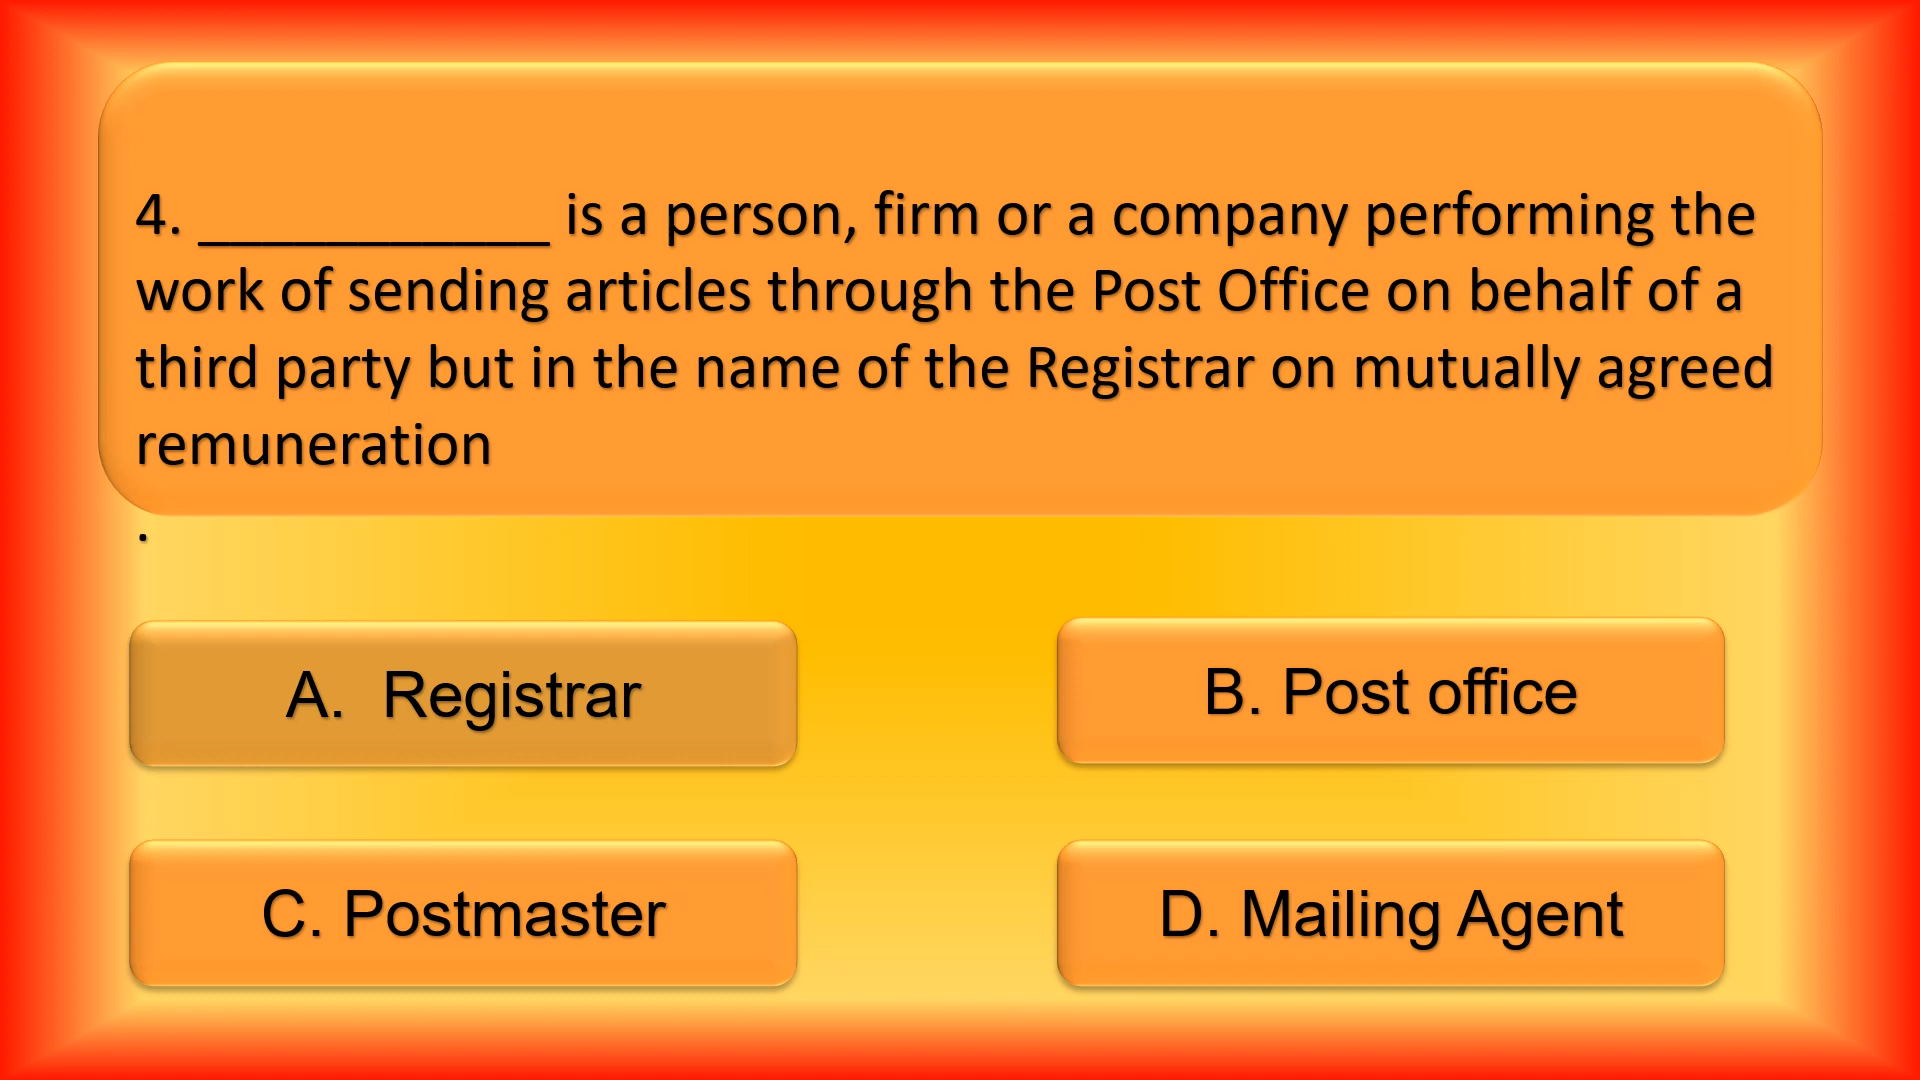 4. ___________ is a person, firm or a company performing the
work of sending articles through the Post Office on behalf of a
third party but in the name of the Registrar on mutually agreed
remuneration
.
A.  Registrar
B. Post office
C. Postmaster
D. Mailing Agent